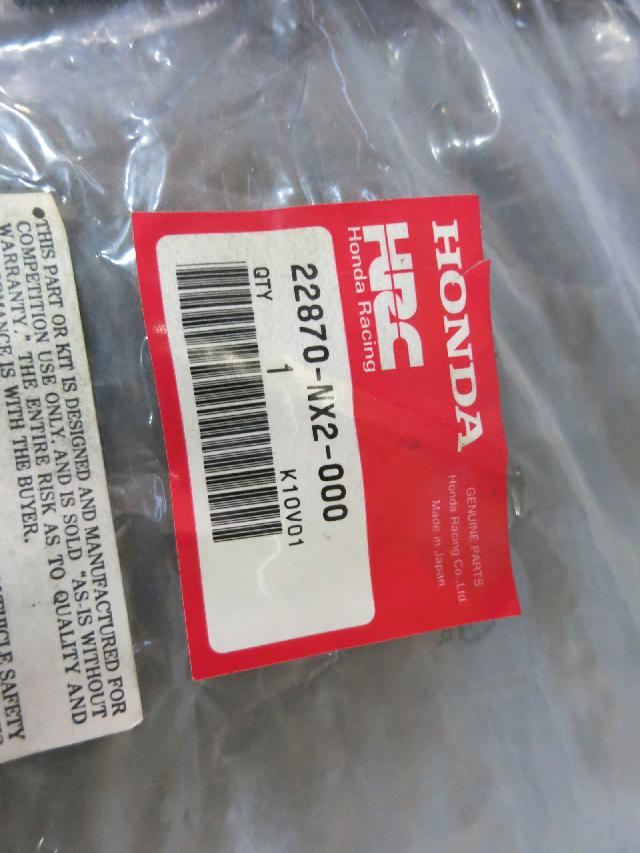 HONDA
HRC
Honda Racing
GENUINE PARTS
Honda Racing Co.,Ltd.
Made in Japan
22870-NX2-000
QTY 1 K10V01
●THIS PART OR KIT IS DESIGNED AND MANUFACTURED FOR
COMPETITION USE ONLY. AND IS SOLD "AS-IS WITHOUT
WARRANTY." THE ENTIRE RISK AS TO QUALITY AND
IS WITH THE BUYER.
SAFETY